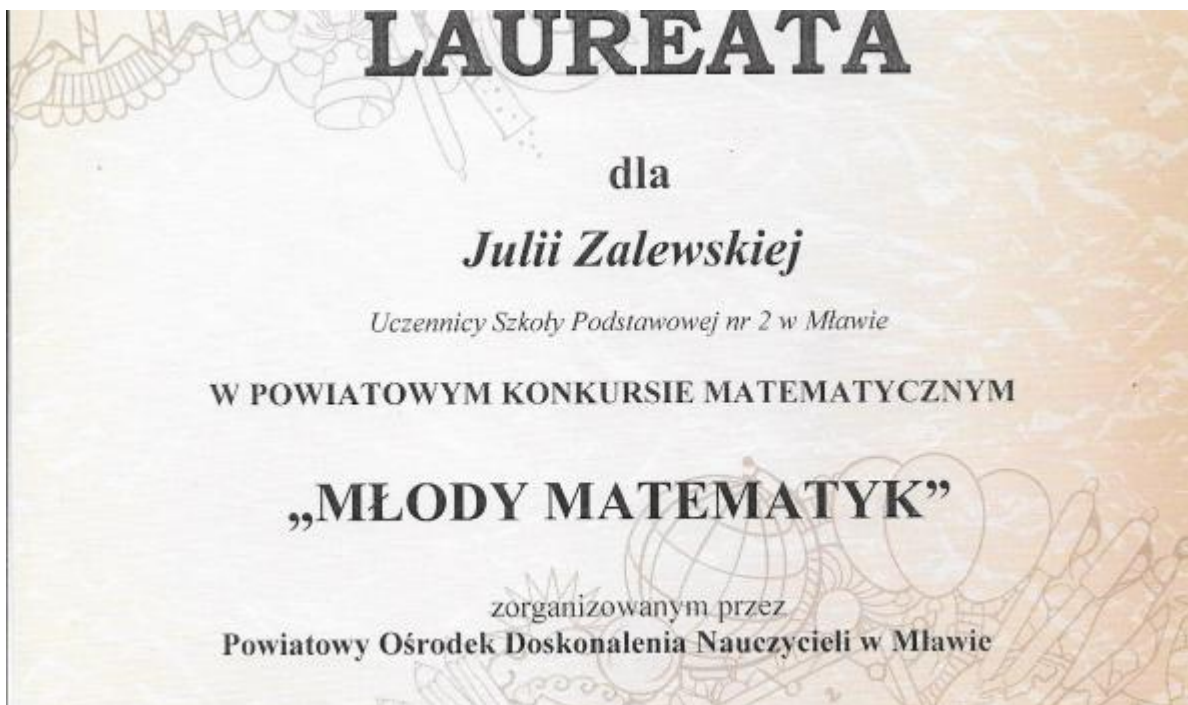 LAUREATA
dla
Julii Zalewskiej
Uczennicy Szkoły Podstawowej nr 2 w Mławie
W POWIATOWYM KONKURSIE MATEMATYCZNYM
„MŁODY MATEMATYK”
zorganizowanym przez
Powiatowy Ośrodek Doskonalenia Nauczycieli w Mławie